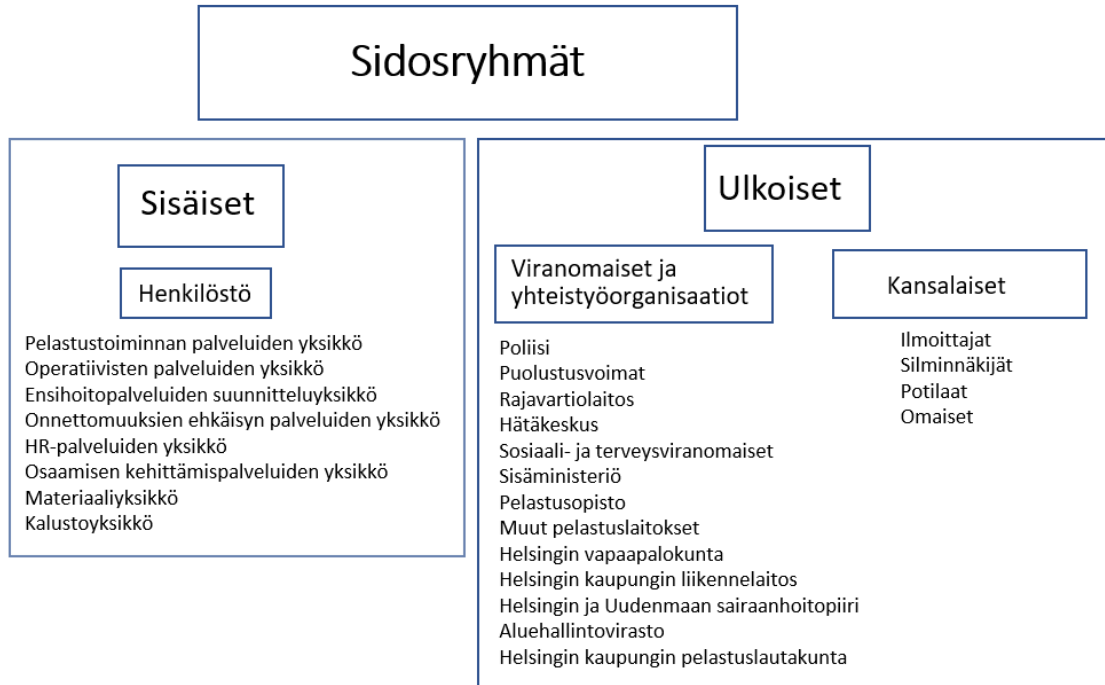 Sidosryhmät
Sisäiset
Henkilöstö
Pelastustoiminnan palveluiden yksikkö
Operatiivisten palveluiden yksikkö
Ensihoitopalveluiden suunnitteluyksikkö
Onnettomuuksien ehkäisyn palveluiden yksikkö
HR-palveluiden yksikkö
Osaamisen kehittämispalveluiden yksikkö
Materiaaliyksikkö
Kalustoyksikkö
Ulkoiset
Viranomaiset ja
yhteistyöorganisaatiot
Poliisi
Puolustusvoimat
Rajavartiolaitos
Hätäkeskus
Sosiaali- ja terveysviranomaiset
Sisäministeriö
Pelastusopisto
Muut pelastuslaitokset
Helsingin vapaapalokunta
Helsingin kaupungin liikennelaitos
Helsingin ja Uudenmaan sairaanhoitopiiri
Aluehallintovirasto
Helsingin kaupungin pelastuslautakunta
Kansalaiset
Ilmoittajat
Silminnäkijät
Potilaat
Omaiset